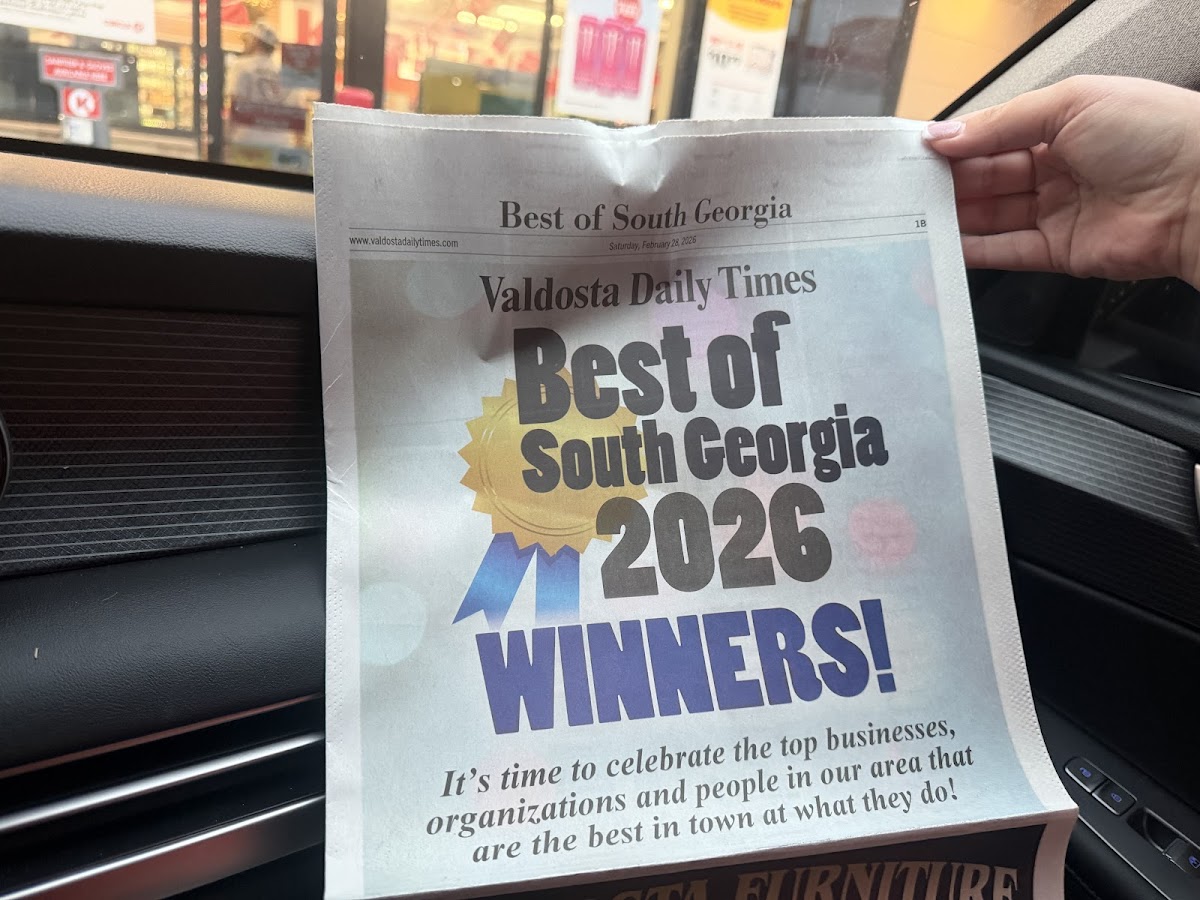 K
Best of South Georgia
www.valdostadailytimes.com
Saturday, February 28, 2026
1B
Valdosta Daily Times
Best of
South Georgia
2026
WINNERS!
It's time to celebrate the top businesses,
organizations and people in our area that
are the best in town at what they do!
FURNITURE